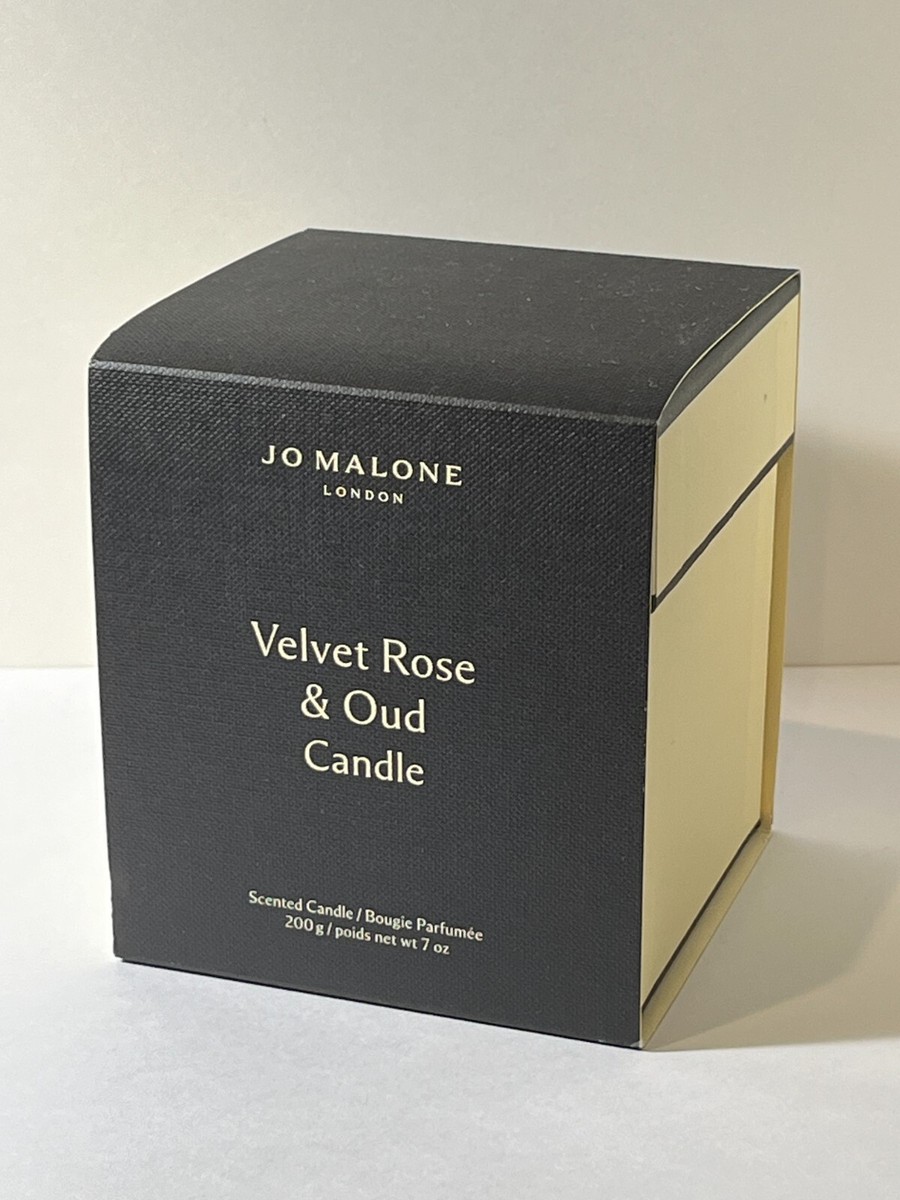 JO MALONE
LONDON
Velvet Rose
& Oud
Candle
Scented Candle / Bougie Parfumée
200 g / poids net wt 7 oz